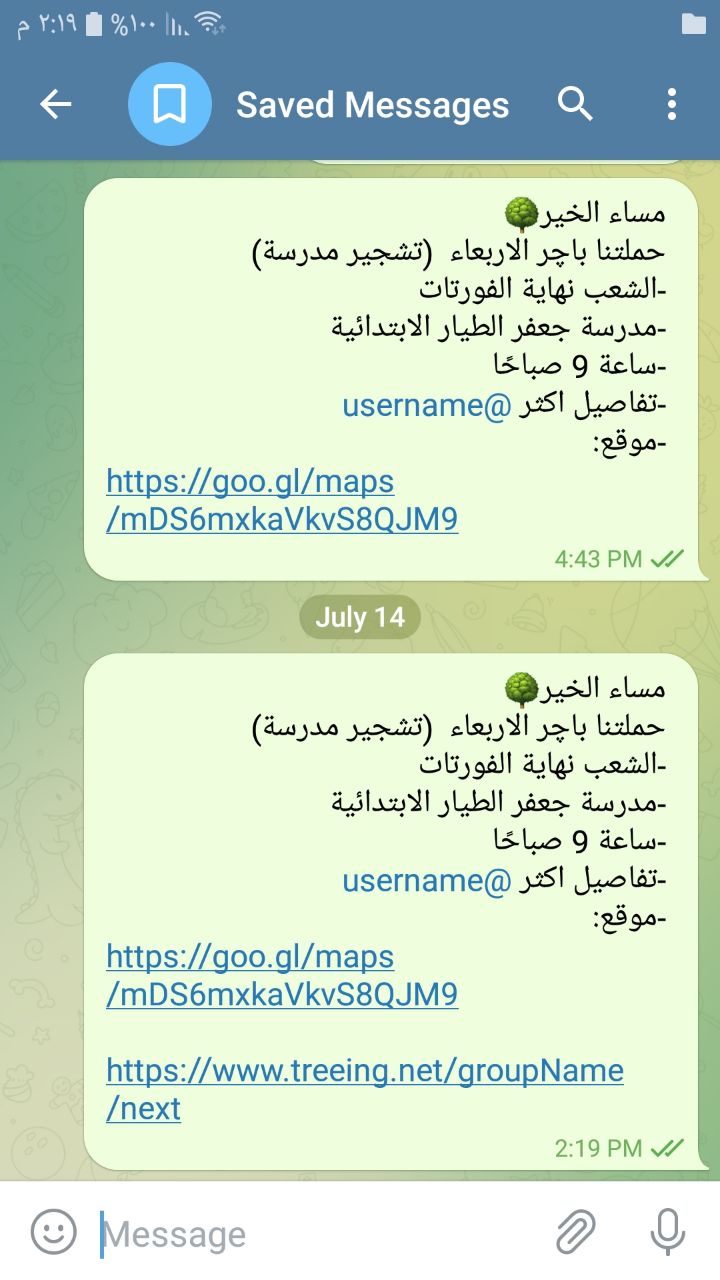 ٢:١٩ م
%١٠٠
Saved Messages
مساء الخير🌳
حملتنا باچر الاربعاء (تشجير مدرسة)
-الشعب نهاية الفورتات
-مدرسة جعفر الطيار الابتدائية
-ساعة 9 صباحًا
-تفاصيل اكثر @username
-موقع:
https://goo.gl/maps
/mDS6mxkaVkvS8QJM9
4:43 PM
July 14
مساء الخير🌳
حملتنا باچر الاربعاء (تشجير مدرسة)
-الشعب نهاية الفورتات
-مدرسة جعفر الطيار الابتدائية
-ساعة 9 صباحًا
-تفاصيل اكثر @username
-موقع:
https://goo.gl/maps
/mDS6mxkaVkvS8QJM9
https://www.treeing.net/groupName
/next
2:19 PM
Message